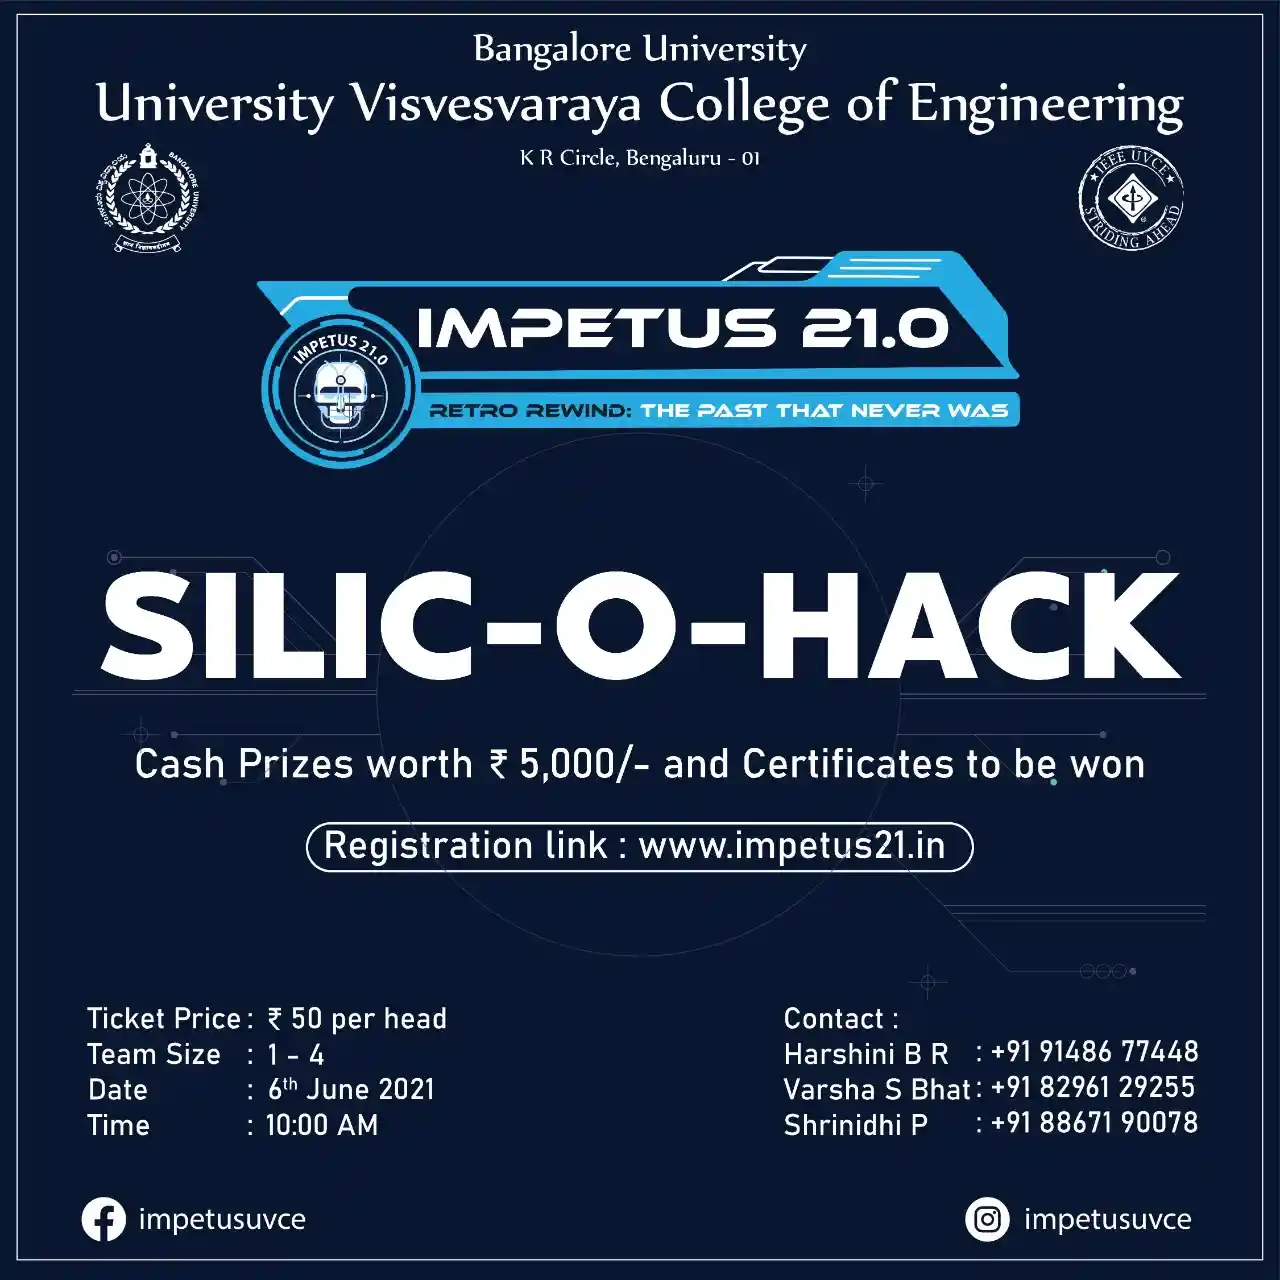 Bangalore University
University Visvesvaraya College of Engineering
K R Circle, Bengaluru - 01
BANGALORE UNIVERSITY
IEEE UVCE
STRIDING AHEAD
IMPETUS 21.0
IMPETUS 21.0
RETRO REWIND: THE PAST THAT NEVER WAS
SILIC-O-HACK
Cash Prizes worth ₹ 5,000/- and Certificates to be won
Registration link : www.impetus21.in
Ticket Price : ₹ 50 per head
Team Size : 1 - 4
Date : 6th June 2021
Time : 10:00 AM
Contact :
Harshini B R : +91 91486 77448
Varsha S Bhat : +91 82961 29255
Shrinidhi P : +91 88671 90078
impetusuvce
impetusuvce